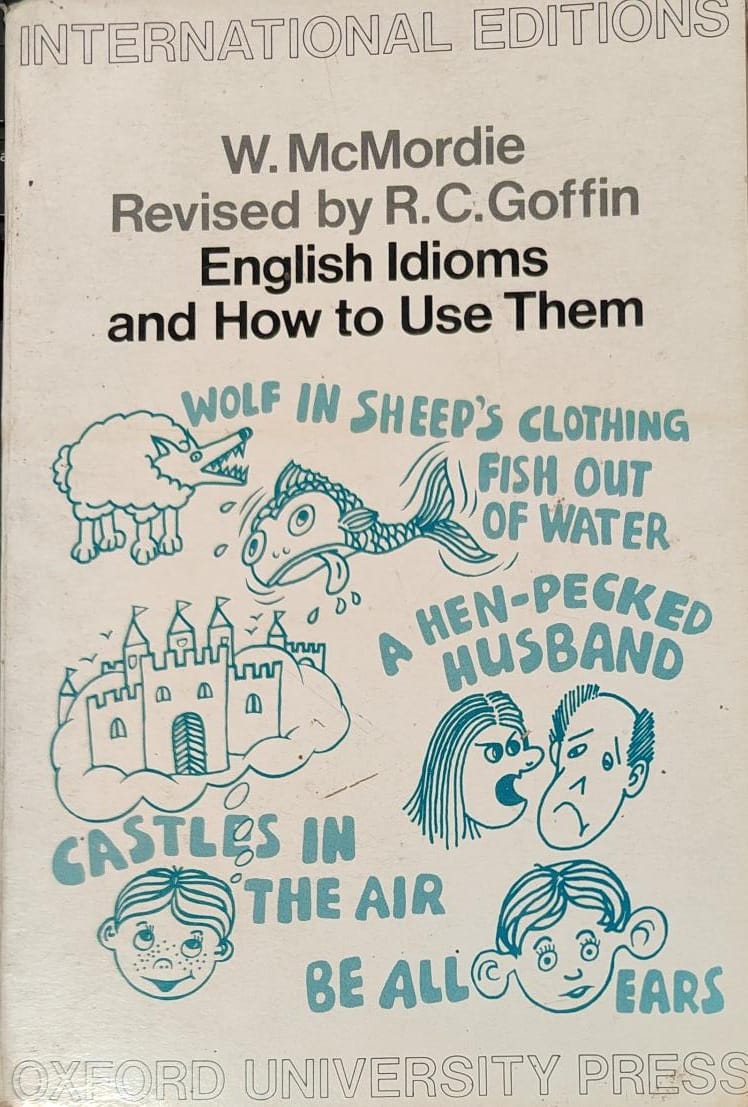 INTERNATIONAL EDITIONS
W. McMordie
Revised by R.C.Goffin
English Idioms
and How to Use Them
WOLF IN SHEEP'S CLOTHING
FISH OUT
OF WATER
A HEN-PECKED
HUSBAND
CASTLES IN
THE AIR
BE ALL EARS
OXFORD UNIVERSITY PRESS